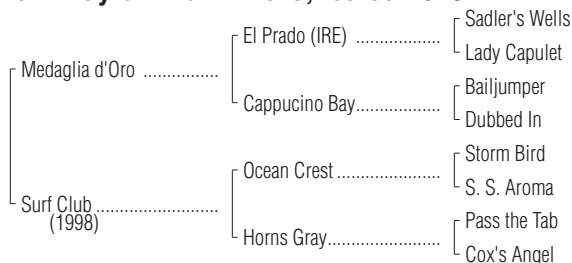 Sadler's Wells
El Prado (IRE)
Lady Capulet
Medaglia d'Oro ................
Bailjumper
Cappucino Bay..................
Dubbed In
Storm Bird
Ocean Crest ......................
S. S. Aroma
Surf Club ..........................
(1998)
Pass the Tab
Horns Gray........................
Cox's Angel